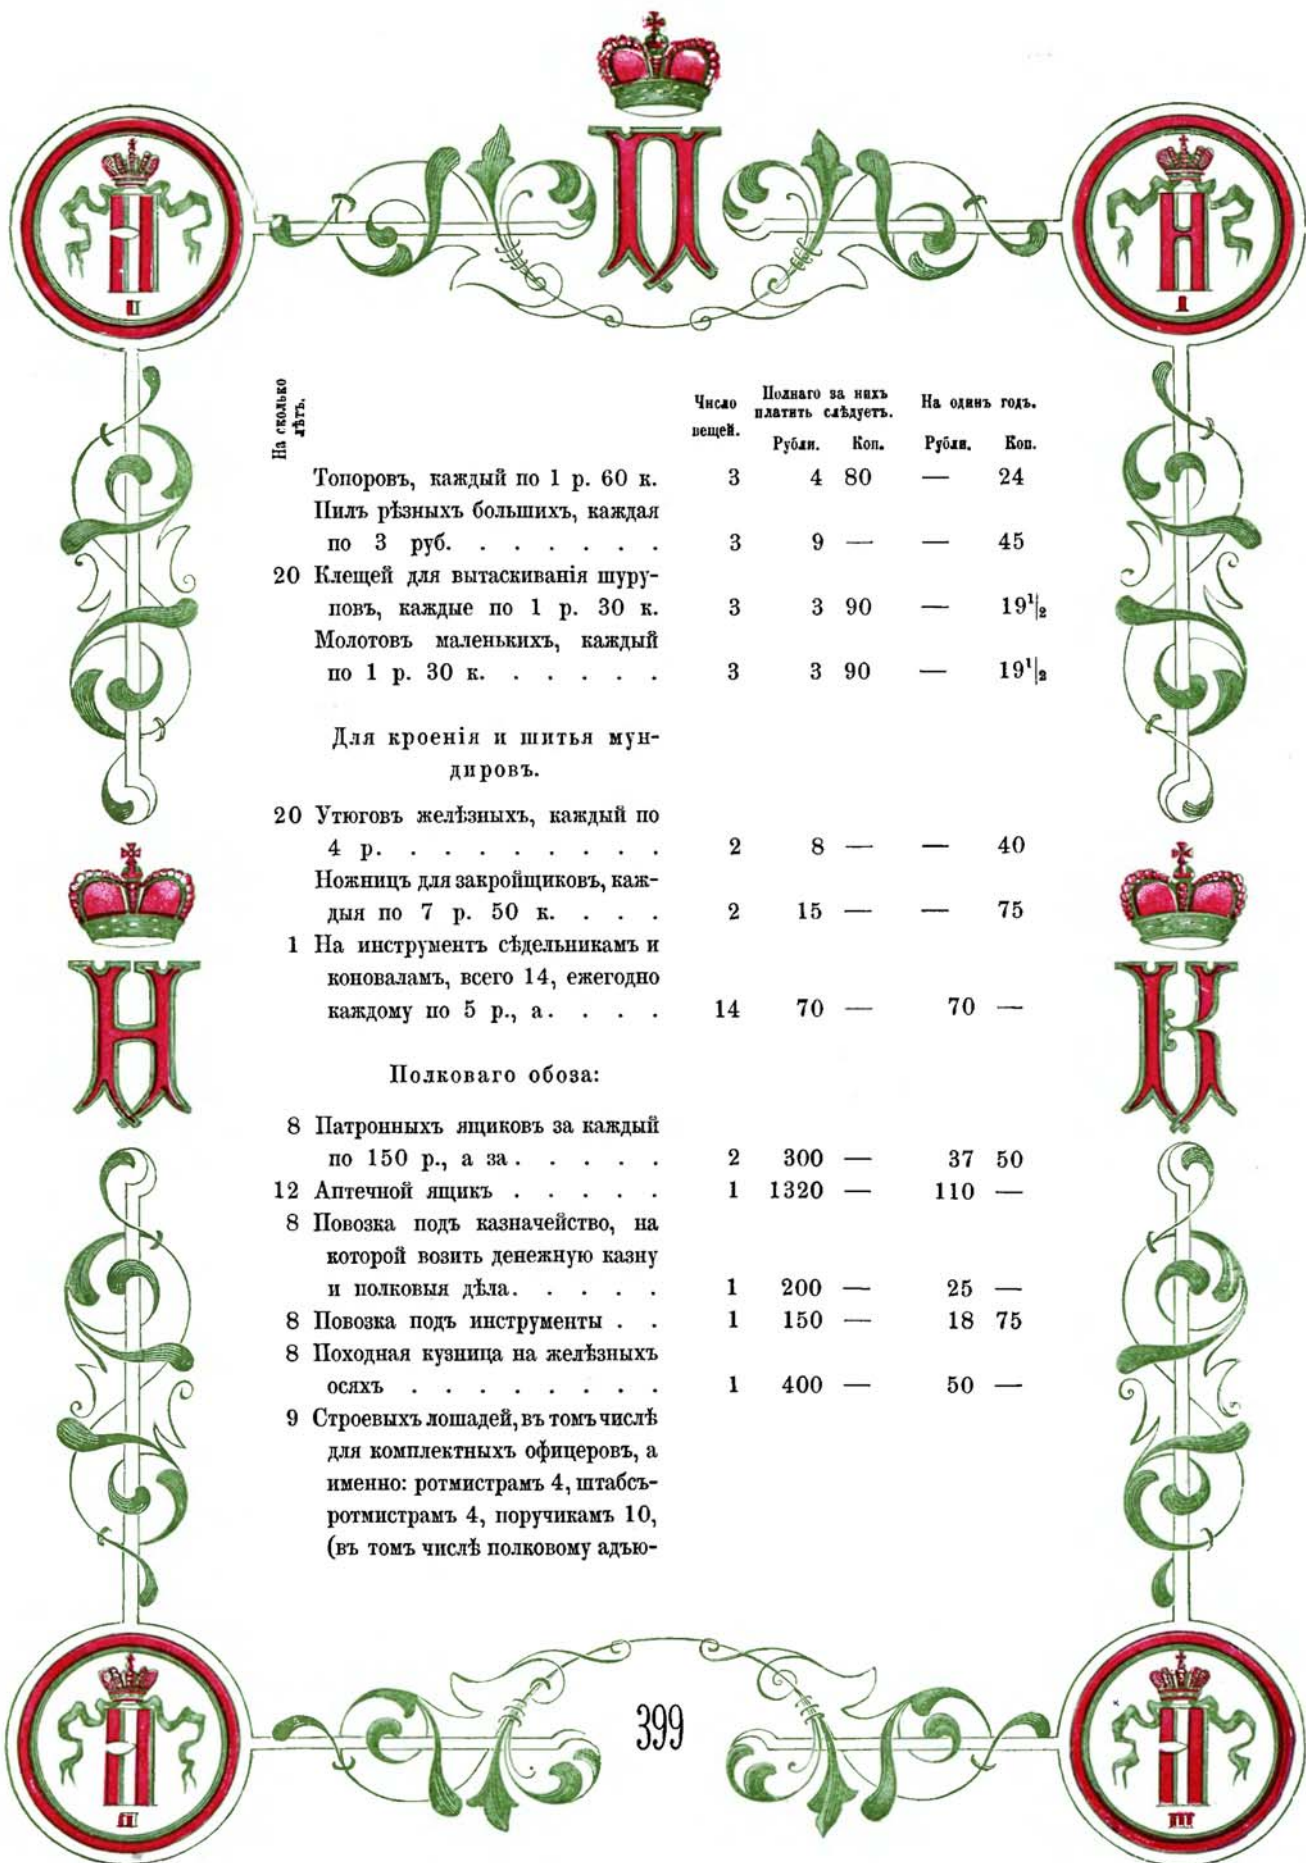 П
II
I
На сколько
лѣтъ.
Число
вещей.
Полнаго за нихъ
платить слѣдуетъ.
На одинъ годъ.
Рубли. Коп. Рубли. Коп.
Топоровъ, каждый по 1 р. 60 к. 3 4 80 — 24
Пилъ рѣзныхъ большихъ, каждая
по 3 руб. . . . . . . 3 9 — — 45
20 Клещей для вытаскиванія шуру-
повъ, каждые по 1 р. 30 к. 3 3 90 — 19 1/2
Молотовъ маленькихъ, каждый
по 1 р. 30 к. . . . . . 3 3 90 — 19 1/2
Для кроенія и шитья мун-
дировъ.
20 Утюговъ желѣзныхъ, каждый по
4 р. . . . . . . . . 2 8 — — 40
Ножницъ для закройщиковъ, каж-
дыя по 7 р. 50 к. . . . 2 15 — — 75
1 На инструментъ сѣдельникамъ и
коноваламъ, всего 14, ежегодно
каждому по 5 р., а. . . . 14 70 — 70 —
Н
К
Полковаго обоза:
8 Патронныхъ ящиковъ за каждый
по 150 р., а за . . . . . 2 300 — 37 50
12 Аптечной ящикъ . . . . . 1 1320 — 110 —
8 Повозка подъ казначейство, на
которой возить денежную казну
и полковыя дѣла. . . . . 1 200 — 25 —
8 Повозка подъ инструменты . . 1 150 — 18 75
8 Походная кузница на желѣзныхъ
осяхъ . . . . . . . . 1 400 — 50 —
9 Строевыхъ лошадей, въ томъ числѣ
для комплектныхъ офицеровъ, а
именно: ротмистрамъ 4, штабсъ-
ротмистрамъ 4, поручикамъ 10,
(въ томъ числѣ полковому адъю-
399
III